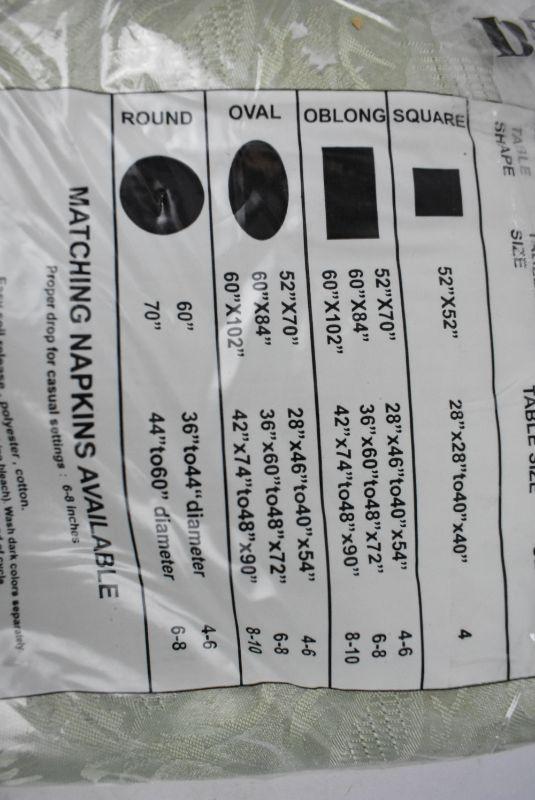 TABLE SHAPE
SIZE
TABLE SIZE
SQUARE
52"X52"
28"x28"to40"x40"
4
OBLONG
52"X70"
28"x46"to40"x54"
4-6
60"X84"
36"x60"to48"x72"
6-8
60"X102"
42"x74"to48"x90"
8-10
OVAL
52"X70"
28"x46"to40"x54"
4-6
60"X84"
36"x60"to48"x72"
6-8
60"X102"
42"x74"to48"x90"
8-10
ROUND
60"
36"to44"diameter
4-6
70"
44"to60" diameter
6-8
MATCHING NAPKINS AVAILABLE
Proper drop for casual settings : 6-8 inches
Easy soil release polyester, cotton.
bleach). Wash dark colors separately